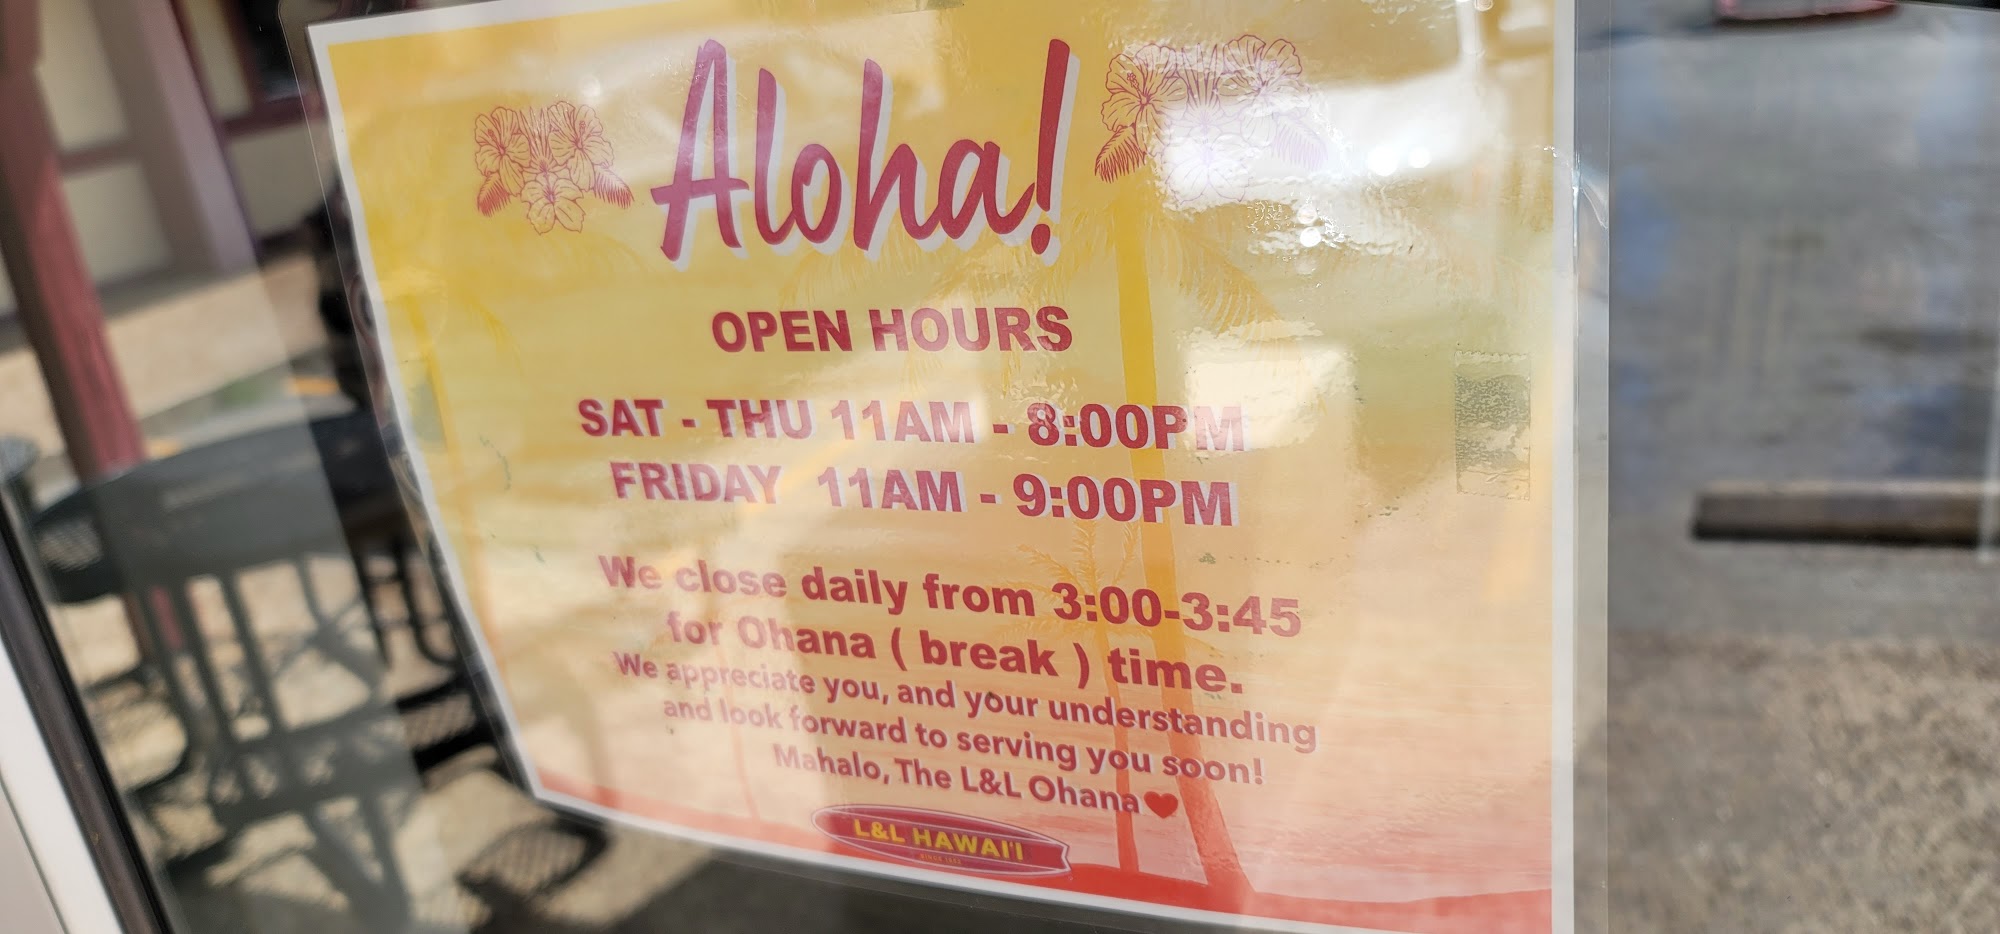 Aloha!
OPEN HOURS
SAT - THU 11AM - 8:00PM
FRIDAY 11AM - 9:00PM
We close daily from 3:00-3:45
for Ohana ( break ) time.
We appreciate you, and your understanding
and look forward to serving you soon!
Mahalo, The L&L Ohana❤
L&L HAWAI'I